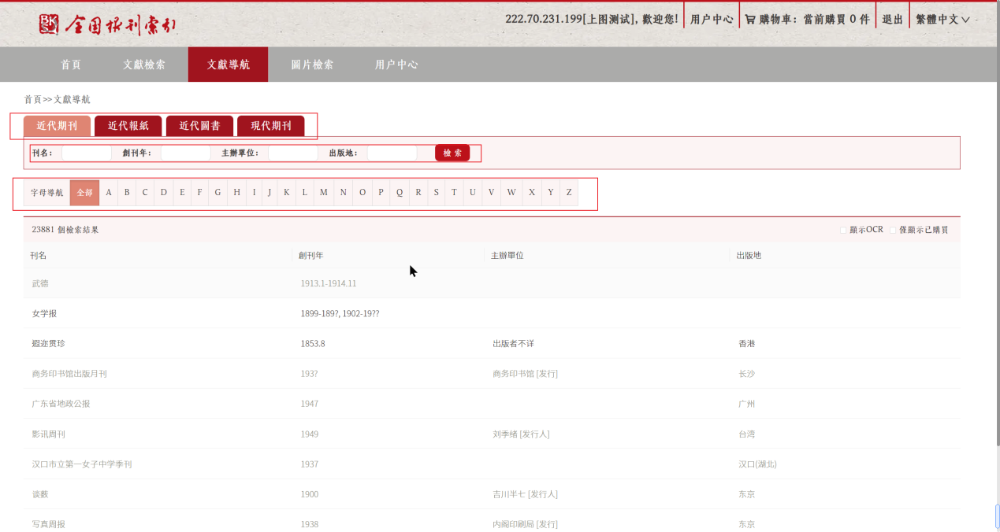 BKSY 全国报刊索引
222.70.231.199[上图测试], 歡迎您! 用户中心 購物車: 當前購買 0 件 退出 繁體中文
首頁 文獻檢索 文獻導航 圖片檢索 用户中心
首頁>>文獻導航
近代期刊 近代報紙 近代圖書 現代期刊
刊名: 創刊年: 主辦單位: 出版地: 檢索
字母導航 全部 A B C D E F G H I J K L M N O P Q R S T U V W X Y Z
23881 個檢索結果 顯示OCR 僅顯示已購買
刊名 創刊年 主辦單位 出版地
武德 1913.1-1914.11
女学报 1899-189?, 1902-19??
遐迩贯珍 1853.8 出版者不详 香港
商务印书馆出版月刊 193? 商务印书馆 [发行] 长沙
广东省地政公报 1947 广州
影讯周刊 1949 刘季绪 [发行人] 台湾
汉口市立第一女子中学季刊 1937 汉口(湖北)
谈薮 1900 吉川半七 [发行人] 东京
写真周报 1938 内阁印刷局 [发行] 东京